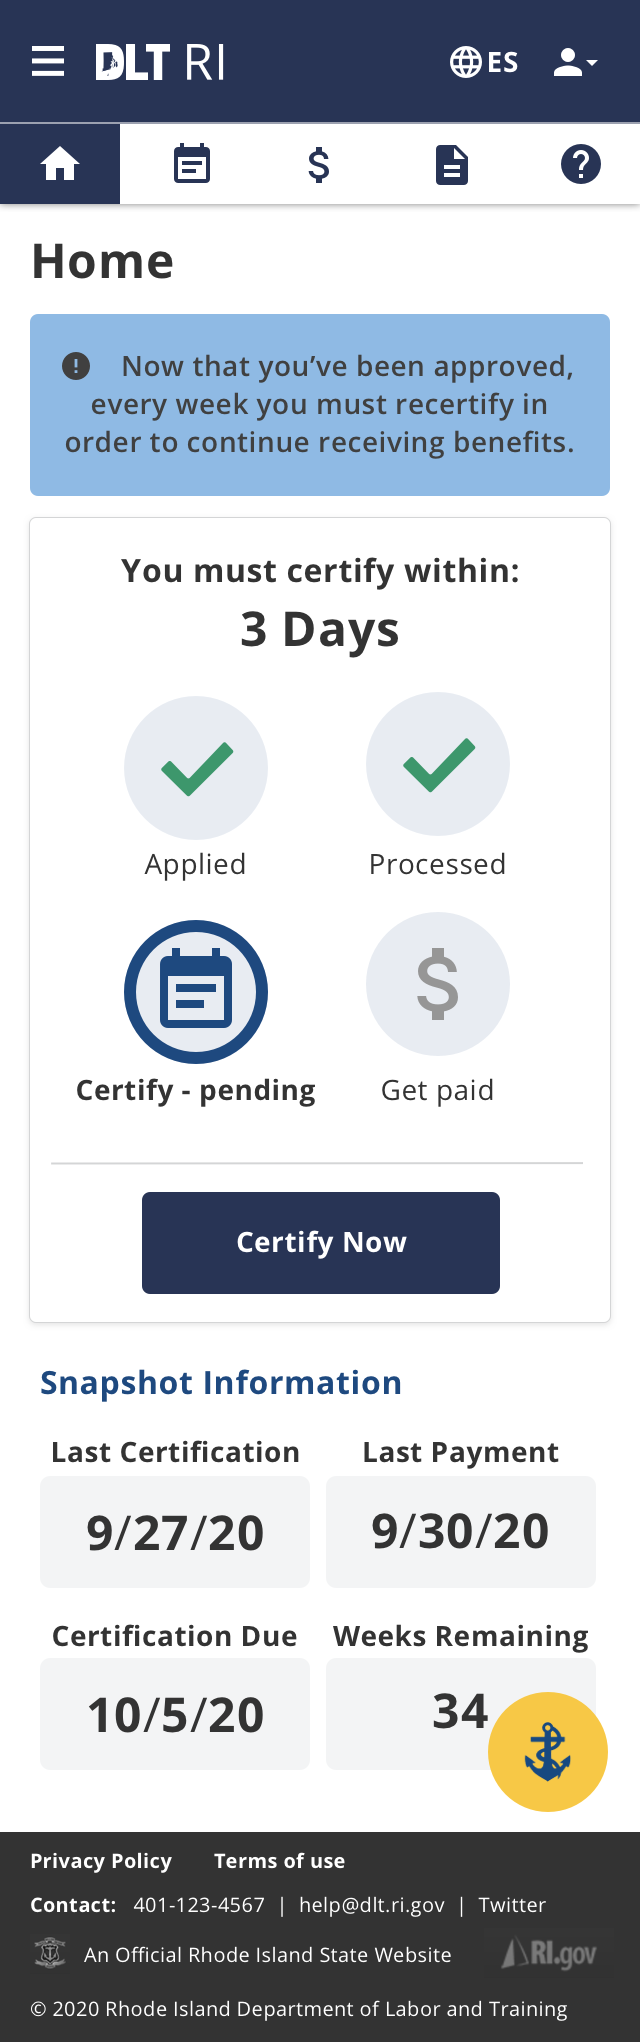 DLT RI
ES
Home
Now that you’ve been approved,
every week you must recertify in
order to continue receiving benefits.
You must certify within:
3 Days
Applied
Processed
Certify - pending
Get paid
Certify Now
Snapshot Information
Last Certification
Last Payment
9/27/20
9/30/20
Certification Due
Weeks Remaining
10/5/20
34
Privacy Policy
Terms of use
Contact: 401-123-4567 | help@dlt.ri.gov | Twitter
An Official Rhode Island State Website
RI.gov
© 2020 Rhode Island Department of Labor and Training